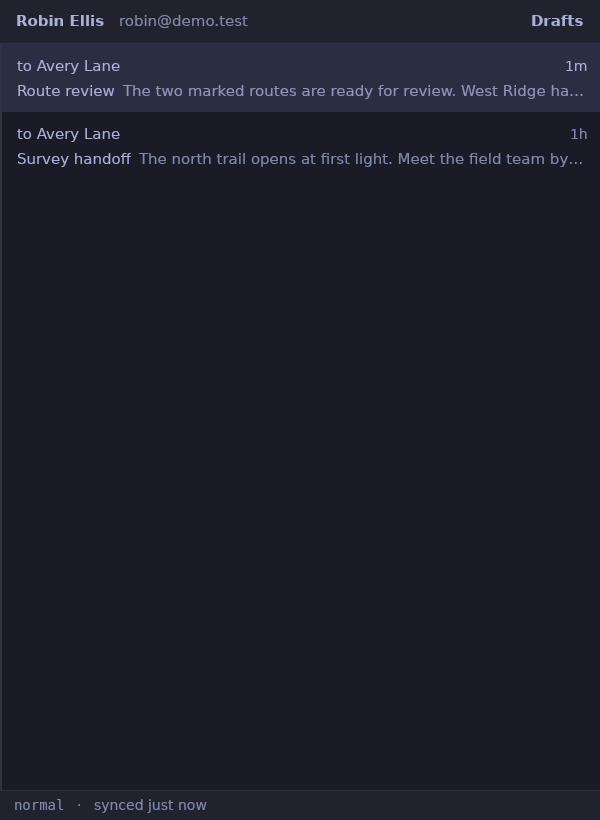 Robin Ellis robin@demo.test Drafts
to Avery Lane 1m
Route review The two marked routes are ready for review. West Ridge ha…
to Avery Lane 1h
Survey handoff The north trail opens at first light. Meet the field team by…
normal · synced just now